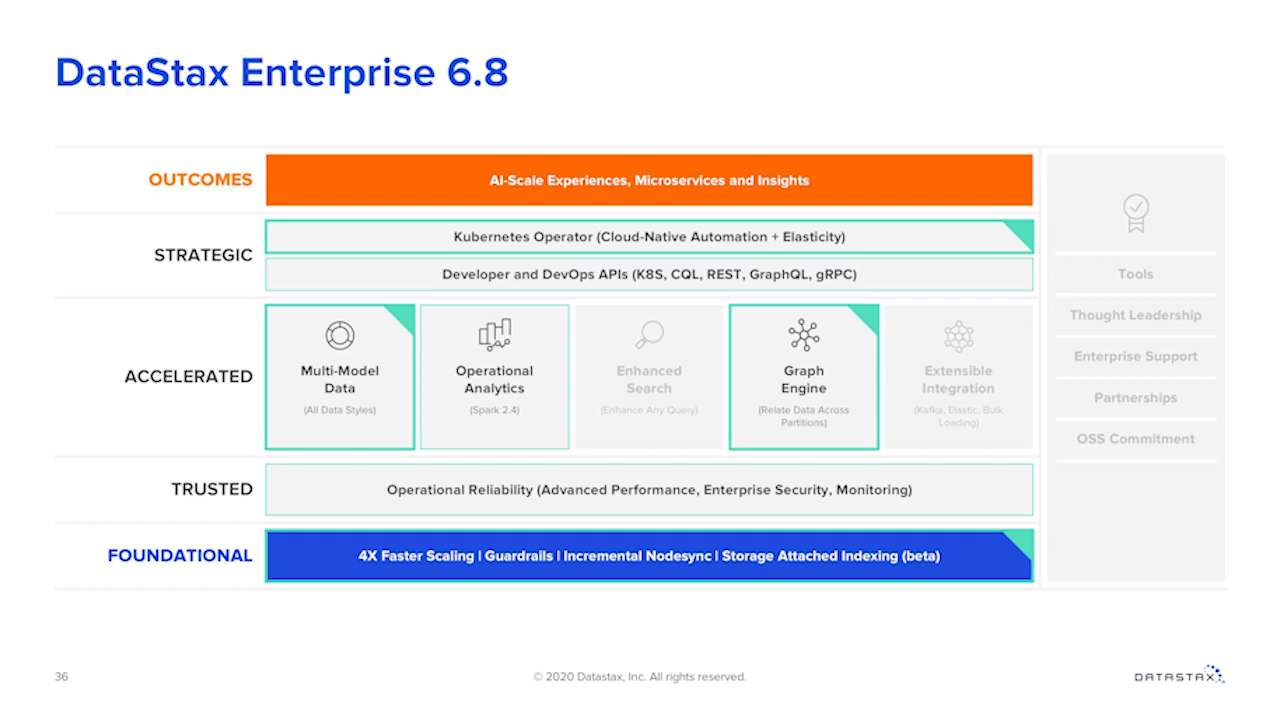 DataStax Enterprise 6.8
OUTCOMES
AI-Scale Experiences, Microservices and Insights
STRATEGIC
Kubernetes Operator (Cloud-Native Automation + Elasticity)
Developer and DevOps APIs (K8S, CQL, REST, GraphQL, gRPC)
ACCELERATED
Multi-Model
Data
(All Data Styles)
Operational
Analytics
(Spark 2.4)
Enhanced
Search
(Enhance Any Query)
Graph
Engine
(Relate Data Across
Partitions)
Extensible
Integration
(Kafka, Elastic, Bulk
Loading)
TRUSTED
Operational Reliability (Advanced Performance, Enterprise Security, Monitoring)
FOUNDATIONAL
4X Faster Scaling | Guardrails | Incremental Nodesync | Storage Attached Indexing (beta)
Tools
Thought Leadership
Enterprise Support
Partnerships
OSS Commitment
36
© 2020 Datastax, Inc. All rights reserved.
DATASTAX